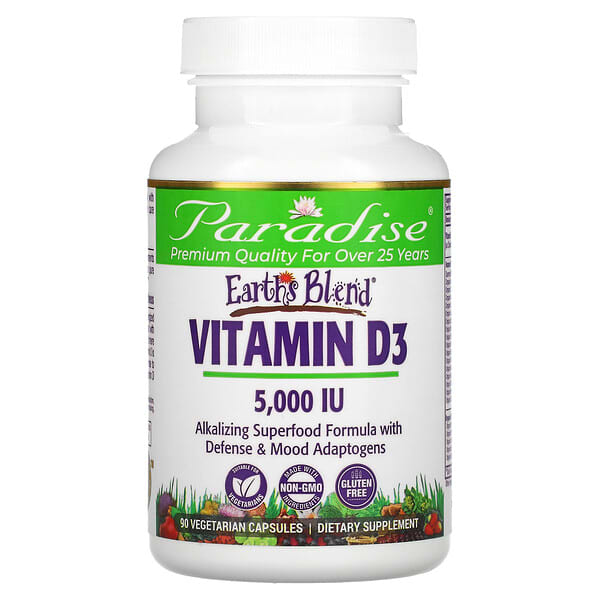 Paradise®
Premium Quality For Over 25 Years
Earth's Blend®
VITAMIN D3
5,000 IU
Alkalizing Superfood Formula with
Defense & Mood Adaptogens
SUITABLE FOR
VEGETARIANS
MADE WITH
NON-GMO
INGREDIENTS
GLUTEN
FREE
90 VEGETARIAN CAPSULES | DIETARY SUPPLEMENT